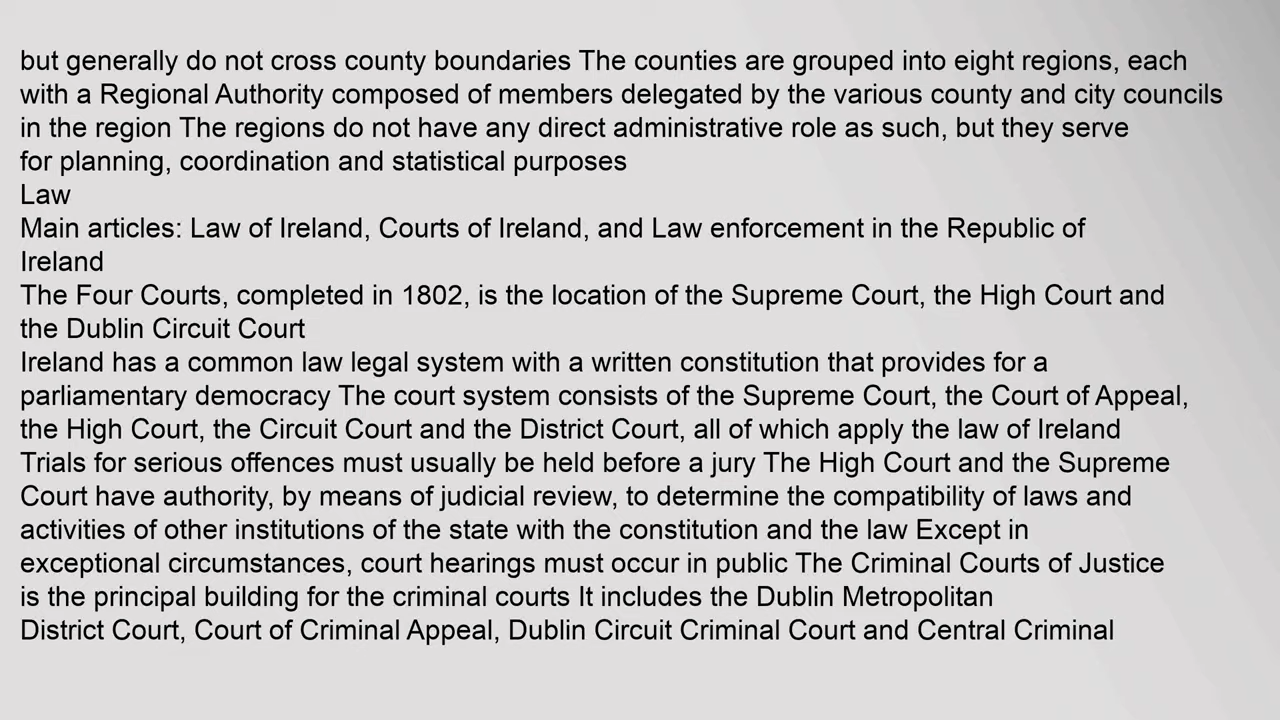 but generally do not cross county boundaries The counties are grouped into eight regions, each
with a Regional Authority composed of members delegated by the various county and city councils
in the region The regions do not have any direct administrative role as such, but they serve
for planning, coordination and statistical purposes
Law
Main articles: Law of Ireland, Courts of Ireland, and Law enforcement in the Republic of
Ireland
The Four Courts, completed in 1802, is the location of the Supreme Court, the High Court and
the Dublin Circuit Court
Ireland has a common law legal system with a written constitution that provides for a
parliamentary democracy The court system consists of the Supreme Court, the Court of Appeal,
the High Court, the Circuit Court and the District Court, all of which apply the law of Ireland
Trials for serious offences must usually be held before a jury The High Court and the Supreme
Court have authority, by means of judicial review, to determine the compatibility of laws and
activities of other institutions of the state with the constitution and the law Except in
exceptional circumstances, court hearings must occur in public The Criminal Courts of Justice
is the principal building for the criminal courts It includes the Dublin Metropolitan
District Court, Court of Criminal Appeal, Dublin Circuit Criminal Court and Central Criminal